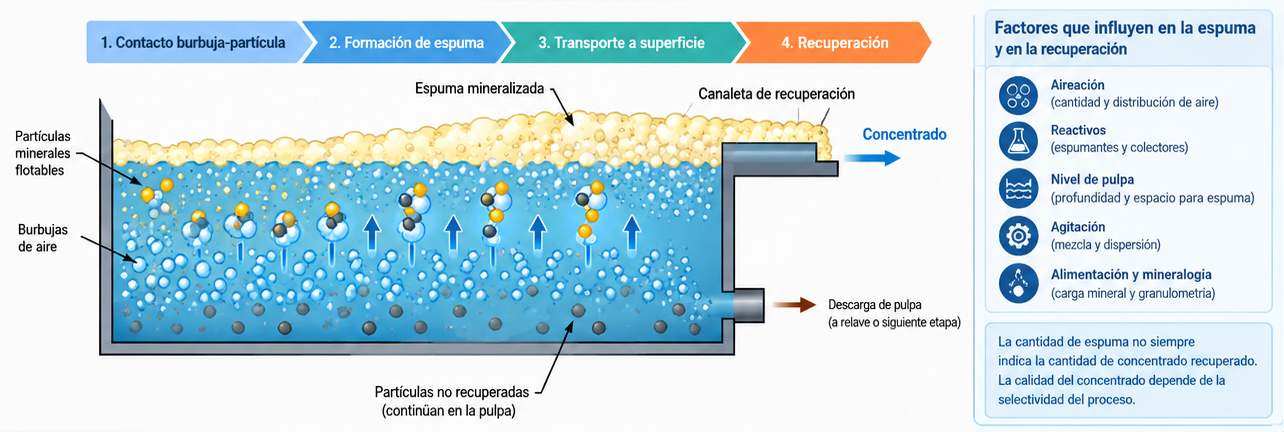 1. Contacto burbuja-partícula
2. Formación de espuma
3. Transporte a superficie
4. Recuperación
Espuma mineralizada
Canaleta de recuperación
Concentrado
Partículas
minerales
flotables
Burbujas
de aire
Descarga de pulpa
(a relave o siguiente etapa)
Partículas no recuperadas
(continúan en la pulpa)
Factores que influyen en la espuma
y en la recuperación
Aireación
(cantidad y distribución de aire)
Reactivos
(espumantes y colectores)
Nivel de pulpa
(profundidad y espacio para espuma)
Agitación
(mezcla y dispersión)
Alimentación y mineralogía
(carga mineral y granulometría)
La cantidad de espuma no siempre
indica la cantidad de concentrado recuperado.
La calidad del concentrado depende de la
selectividad del proceso.